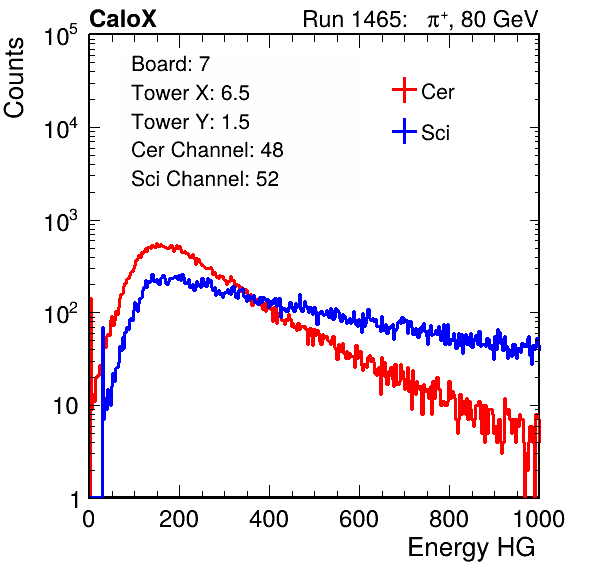 CaloX Run 1465: π⁺, 80 GeV
Counts
10⁵
10⁴
10³
10²
10
1
Board: 7
Tower X: 6.5
Tower Y: 1.5
Cer Channel: 48
Sci Channel: 52
Cer
Sci
0 200 400 600 800 1000
Energy HG